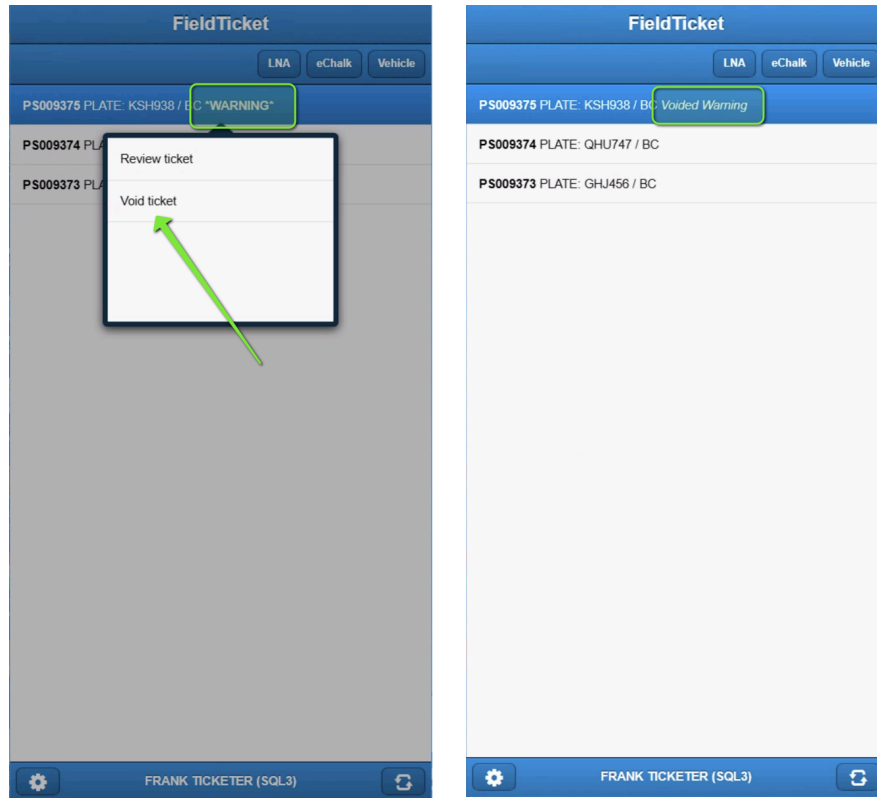 FieldTicket
LNA eChalk Vehicle
PS009375 PLATE: KSH938 / BC *WARNING*
PS009374 PL
Review ticket
PS009373 PL
Void ticket
FRANK TICKETER (SQL3)
FieldTicket
LNA eChalk Vehicle
PS009375 PLATE: KSH938 / BC Voided Warning
PS009374 PLATE: QHU747 / BC
PS009373 PLATE: GHJ456 / BC
FRANK TICKETER (SQL3)